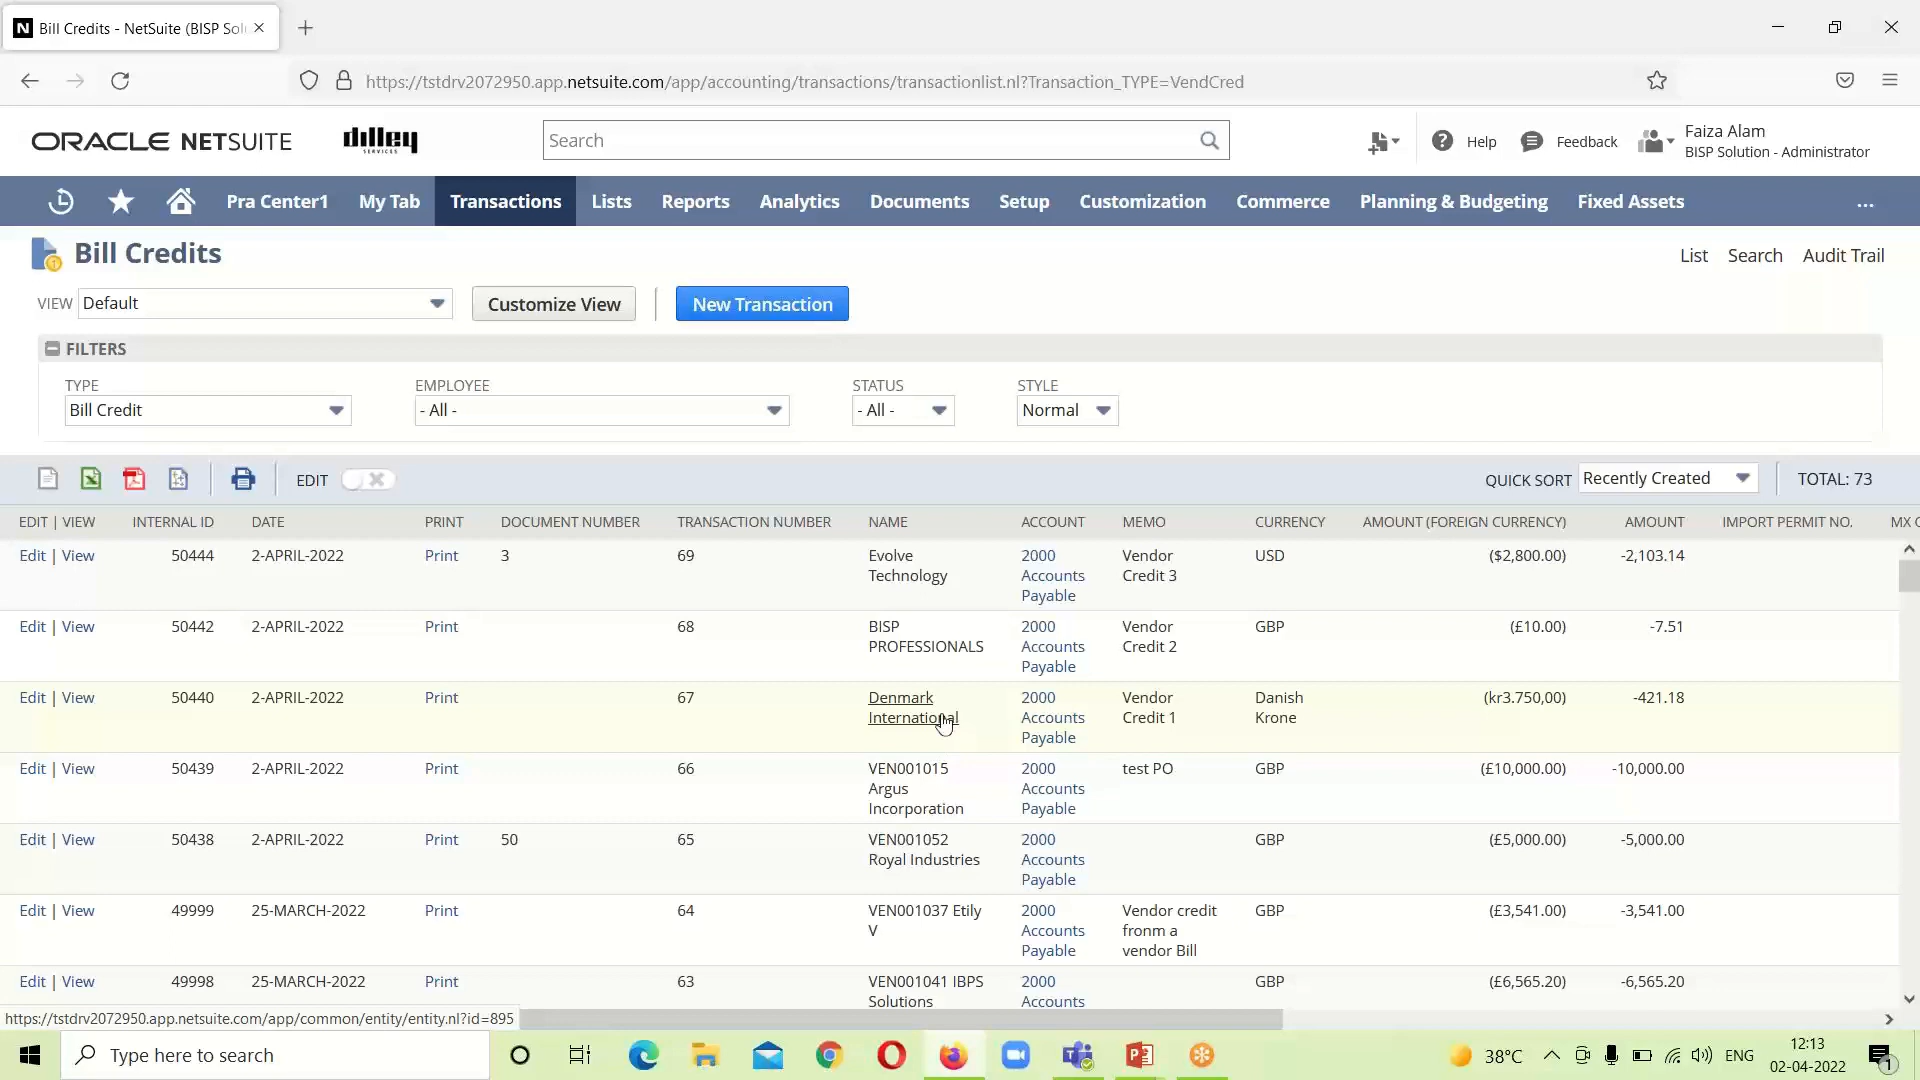 Bill Credits - NetSuite (BISP Sol
https://tstdrv2072950.app.netsuite.com/app/accounting/transactions/transactionlist.nl?Transaction_TYPE=VendCred
ORACLE NETSUITE
dilley
SERVICES
Search
Help
Feedback
Faiza Alam
BISP Solution - Administrator
Pra Center1 My Tab Transactions Lists Reports Analytics Documents Setup Customization Commerce Planning & Budgeting Fixed Assets ...
Bill Credits
List Search Audit Trail
VIEW Default Customize View New Transaction
FILTERS
TYPE EMPLOYEE STATUS STYLE
Bill Credit - All - - All - Normal
EDIT QUICK SORT Recently Created TOTAL: 73
EDIT | VIEW INTERNAL ID DATE PRINT DOCUMENT NUMBER TRANSACTION NUMBER NAME ACCOUNT MEMO CURRENCY AMOUNT (FOREIGN CURRENCY) AMOUNT IMPORT PERMIT NO. MX C
Edit | View 50444 2-APRIL-2022 Print 3 69 Evolve 2000 Vendor USD ($2,800.00) -2,103.14
Technology Accounts Credit 3
Payable
Edit | View 50442 2-APRIL-2022 Print 68 BISP 2000 Vendor GBP (£10.00) -7.51
PROFESSIONALS Accounts Credit 2
Payable
Edit | View 50440 2-APRIL-2022 Print 67 Denmark 2000 Vendor Danish (kr3.750,00) -421.18
International Accounts Credit 1 Krone
Payable
Edit | View 50439 2-APRIL-2022 Print 66 VEN001015 2000 test PO GBP (£10,000.00) -10,000.00
Argus Accounts
Incorporation Payable
Edit | View 50438 2-APRIL-2022 Print 50 65 VEN001052 2000 GBP (£5,000.00) -5,000.00
Royal Industries Accounts
Payable
Edit | View 49999 25-MARCH-2022 Print 64 VEN001037 Etily 2000 Vendor credit GBP (£3,541.00) -3,541.00
V Accounts fronm a
Payable vendor Bill
Edit | View 49998 25-MARCH-2022 Print 63 VEN001041 IBPS 2000 GBP (£6,565.20) -6,565.20
Solutions Accounts
https://tstdrv2072950.app.netsuite.com/app/common/entity/entity.nl?id=895
Type here to search
38°C
ENG
12:13
02-04-2022
1